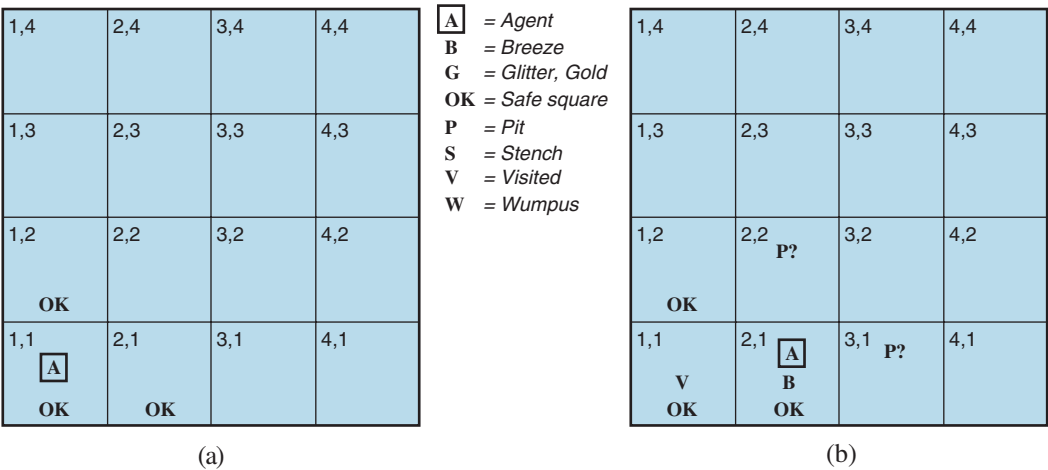 1,4 2,4 3,4 4,4
1,3 2,3 3,3 4,3
1,2 2,2 3,2 4,2
OK
1,1 2,1 3,1 4,1
A
OK OK
(a)
A = Agent
B = Breeze
G = Glitter, Gold
OK = Safe square
P = Pit
S = Stench
V = Visited
W = Wumpus
1,4 2,4 3,4 4,4
1,3 2,3 3,3 4,3
1,2 2,2 3,2 4,2
P?
OK
1,1 2,1 3,1 4,1
A P?
V B
OK OK
(b)